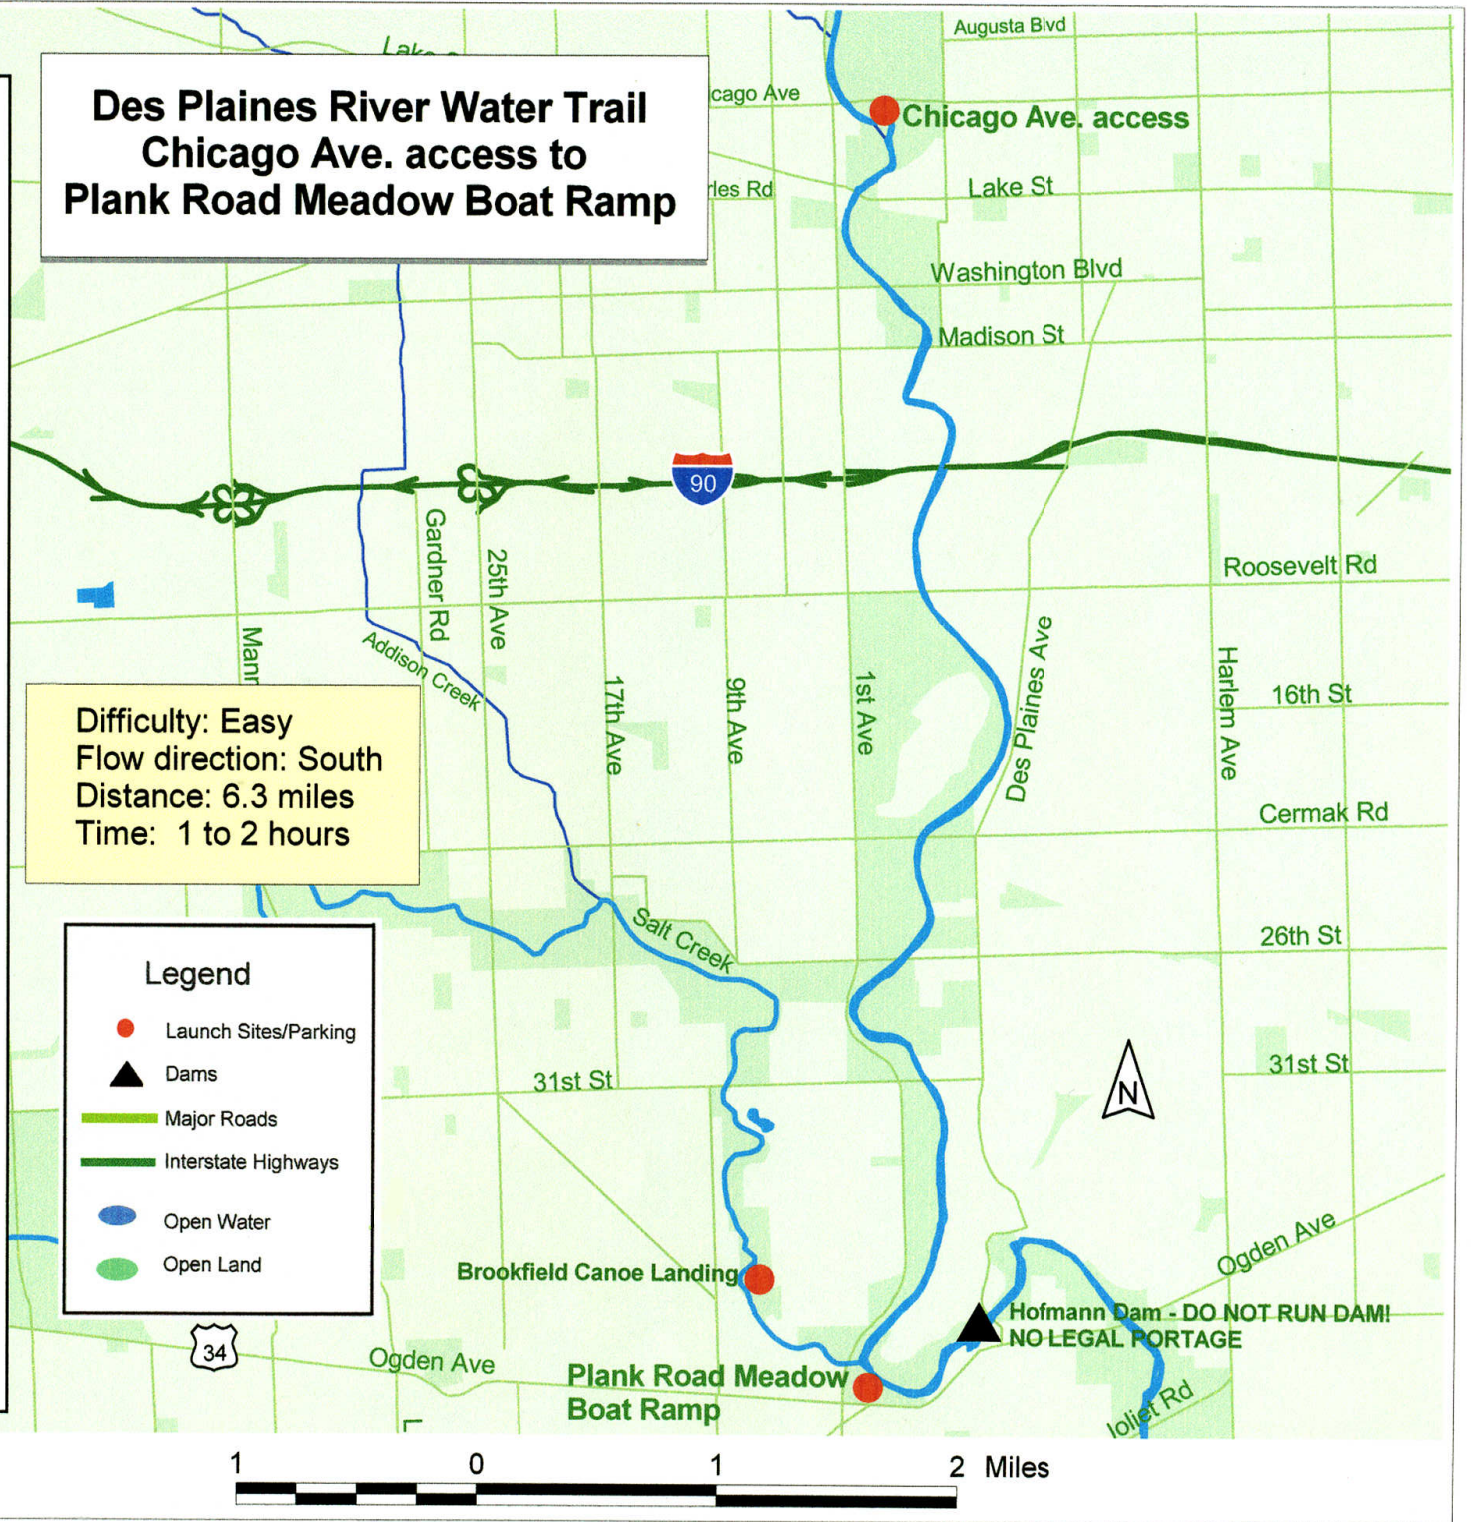 Augusta Blvd
Des Plaines River Water Trail
Chicago Ave. access to
Plank Road Meadow Boat Ramp
cago Ave
Chicago Ave. access
Lake St
rles Rd
Washington Blvd
Madison St
90
Gardner Rd
25th Ave
Roosevelt Rd
Mann
Addison Creek
17th Ave
9th Ave
1st Ave
Des Plaines Ave
Harlem Ave
16th St
Difficulty: Easy
Flow direction: South
Distance: 6.3 miles
Time: 1 to 2 hours
Cermak Rd
Salt Creek
26th St
Legend
Launch Sites/Parking
Dams
Major Roads
Interstate Highways
Open Water
Open Land
31st St
31st St
N
Ogden Ave
Brookfield Canoe Landing
Hofmann Dam - DO NOT RUN DAM!
NO LEGAL PORTAGE
34
Ogden Ave
Plank Road Meadow
Boat Ramp
Joliet Rd
1 0 1 2 Miles